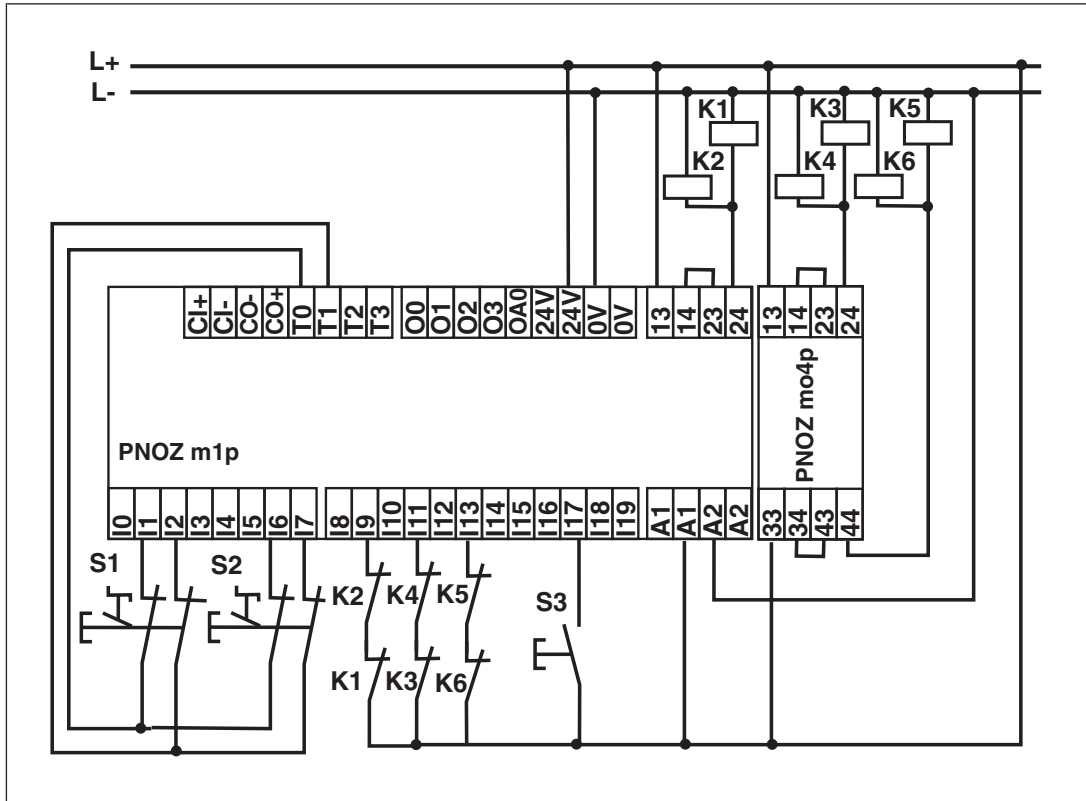 L+
L-
K1 K3 K5
K2 K4 K6
CI+ CI- CO- CO+ T0 T1 T2 T3 O0 O1 O2 O3 OA0 24V 24V 0V 0V 13 14 23 24 13 14 23 24
PNOZ m1p
PNOZ mo4p
I0 I1 I2 I3 I4 I5 I6 I7 I8 I9 I10 I11 I12 I13 I14 I15 I16 I17 I18 I19 A1 A1 A2 A2 33 34 43 44
S1 S2
K2 K4 K5 S3
K1 K3 K6